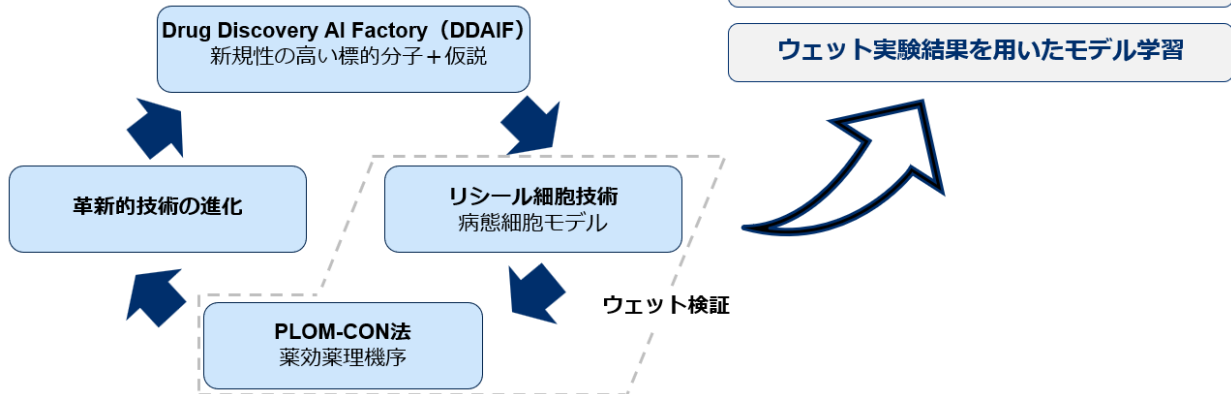 Drug Discovery AI Factory（DDAIF）
新規性の高い標的分子＋仮説
ウェット実験結果を用いたモデル学習
革新的技術の進化
リシール細胞技術
病態細胞モデル
ウェット検証
PLOM-CON法
薬効薬理機序